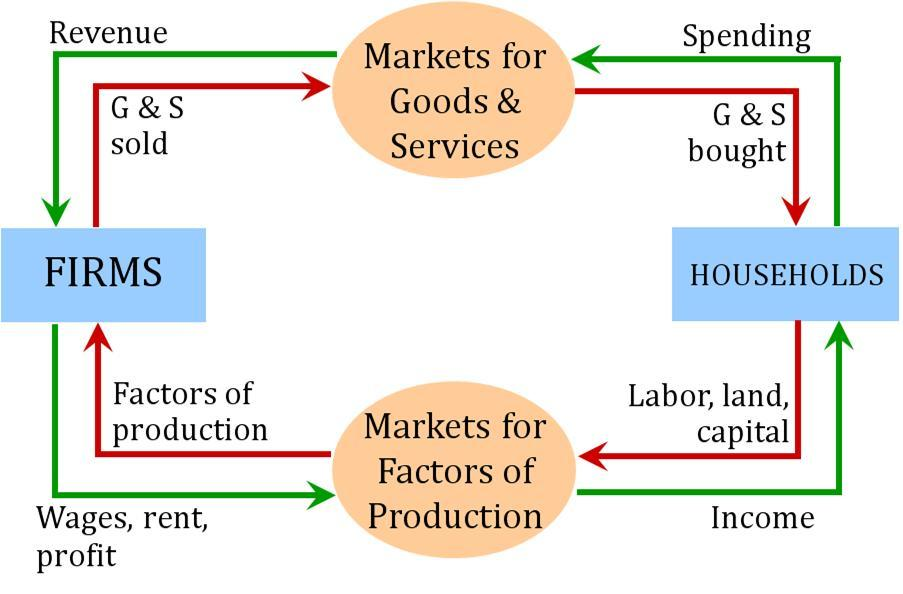 Revenue
Markets for
Goods &
Services
Spending
G & S
sold
G & S
bought
FIRMS
HOUSEHOLDS
Factors of
production
Markets for
Factors of
Production
Labor, land,
capital
Wages, rent,
profit
Income